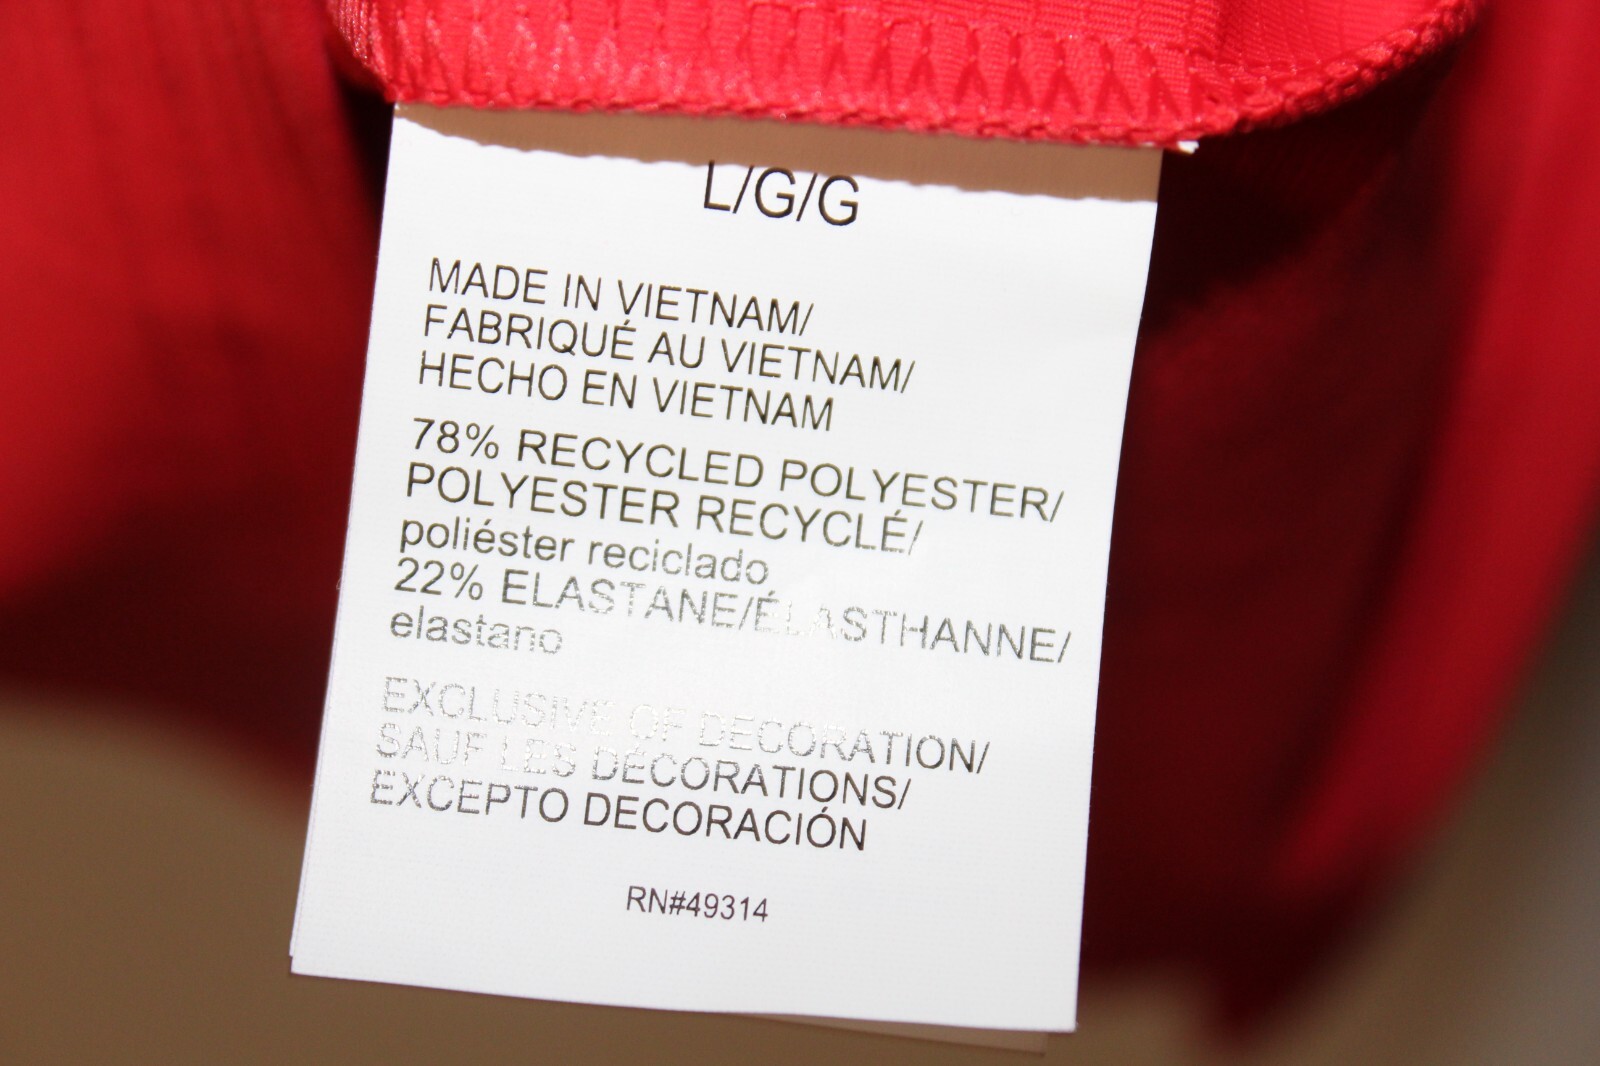 L/G/G
MADE IN VIETNAM/
FABRIQUÉ AU VIETNAM/
HECHO EN VIETNAM
78% RECYCLED POLYESTER/
POLYESTER RECYCLÉ/
poliéster reciclado
22% ELASTANE/ÉLASTHANNE/
elastano
EXCLUSIVE OF DECORATION/
SAUF LES DÉCORATIONS/
EXCEPTO DECORACIÓN
RN#49314